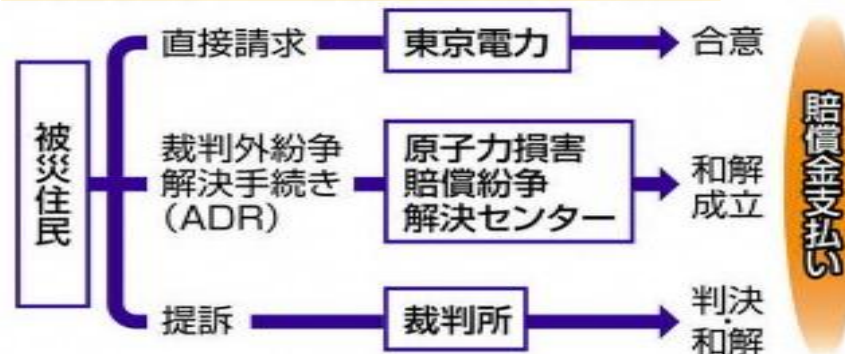 被災住民
直接請求
東京電力
合意
裁判外紛争
解決手続き
(ADR)
原子力損害
賠償紛争
解決センター
和解
成立
提訴
裁判所
判決
・
和解
賠償金支払い